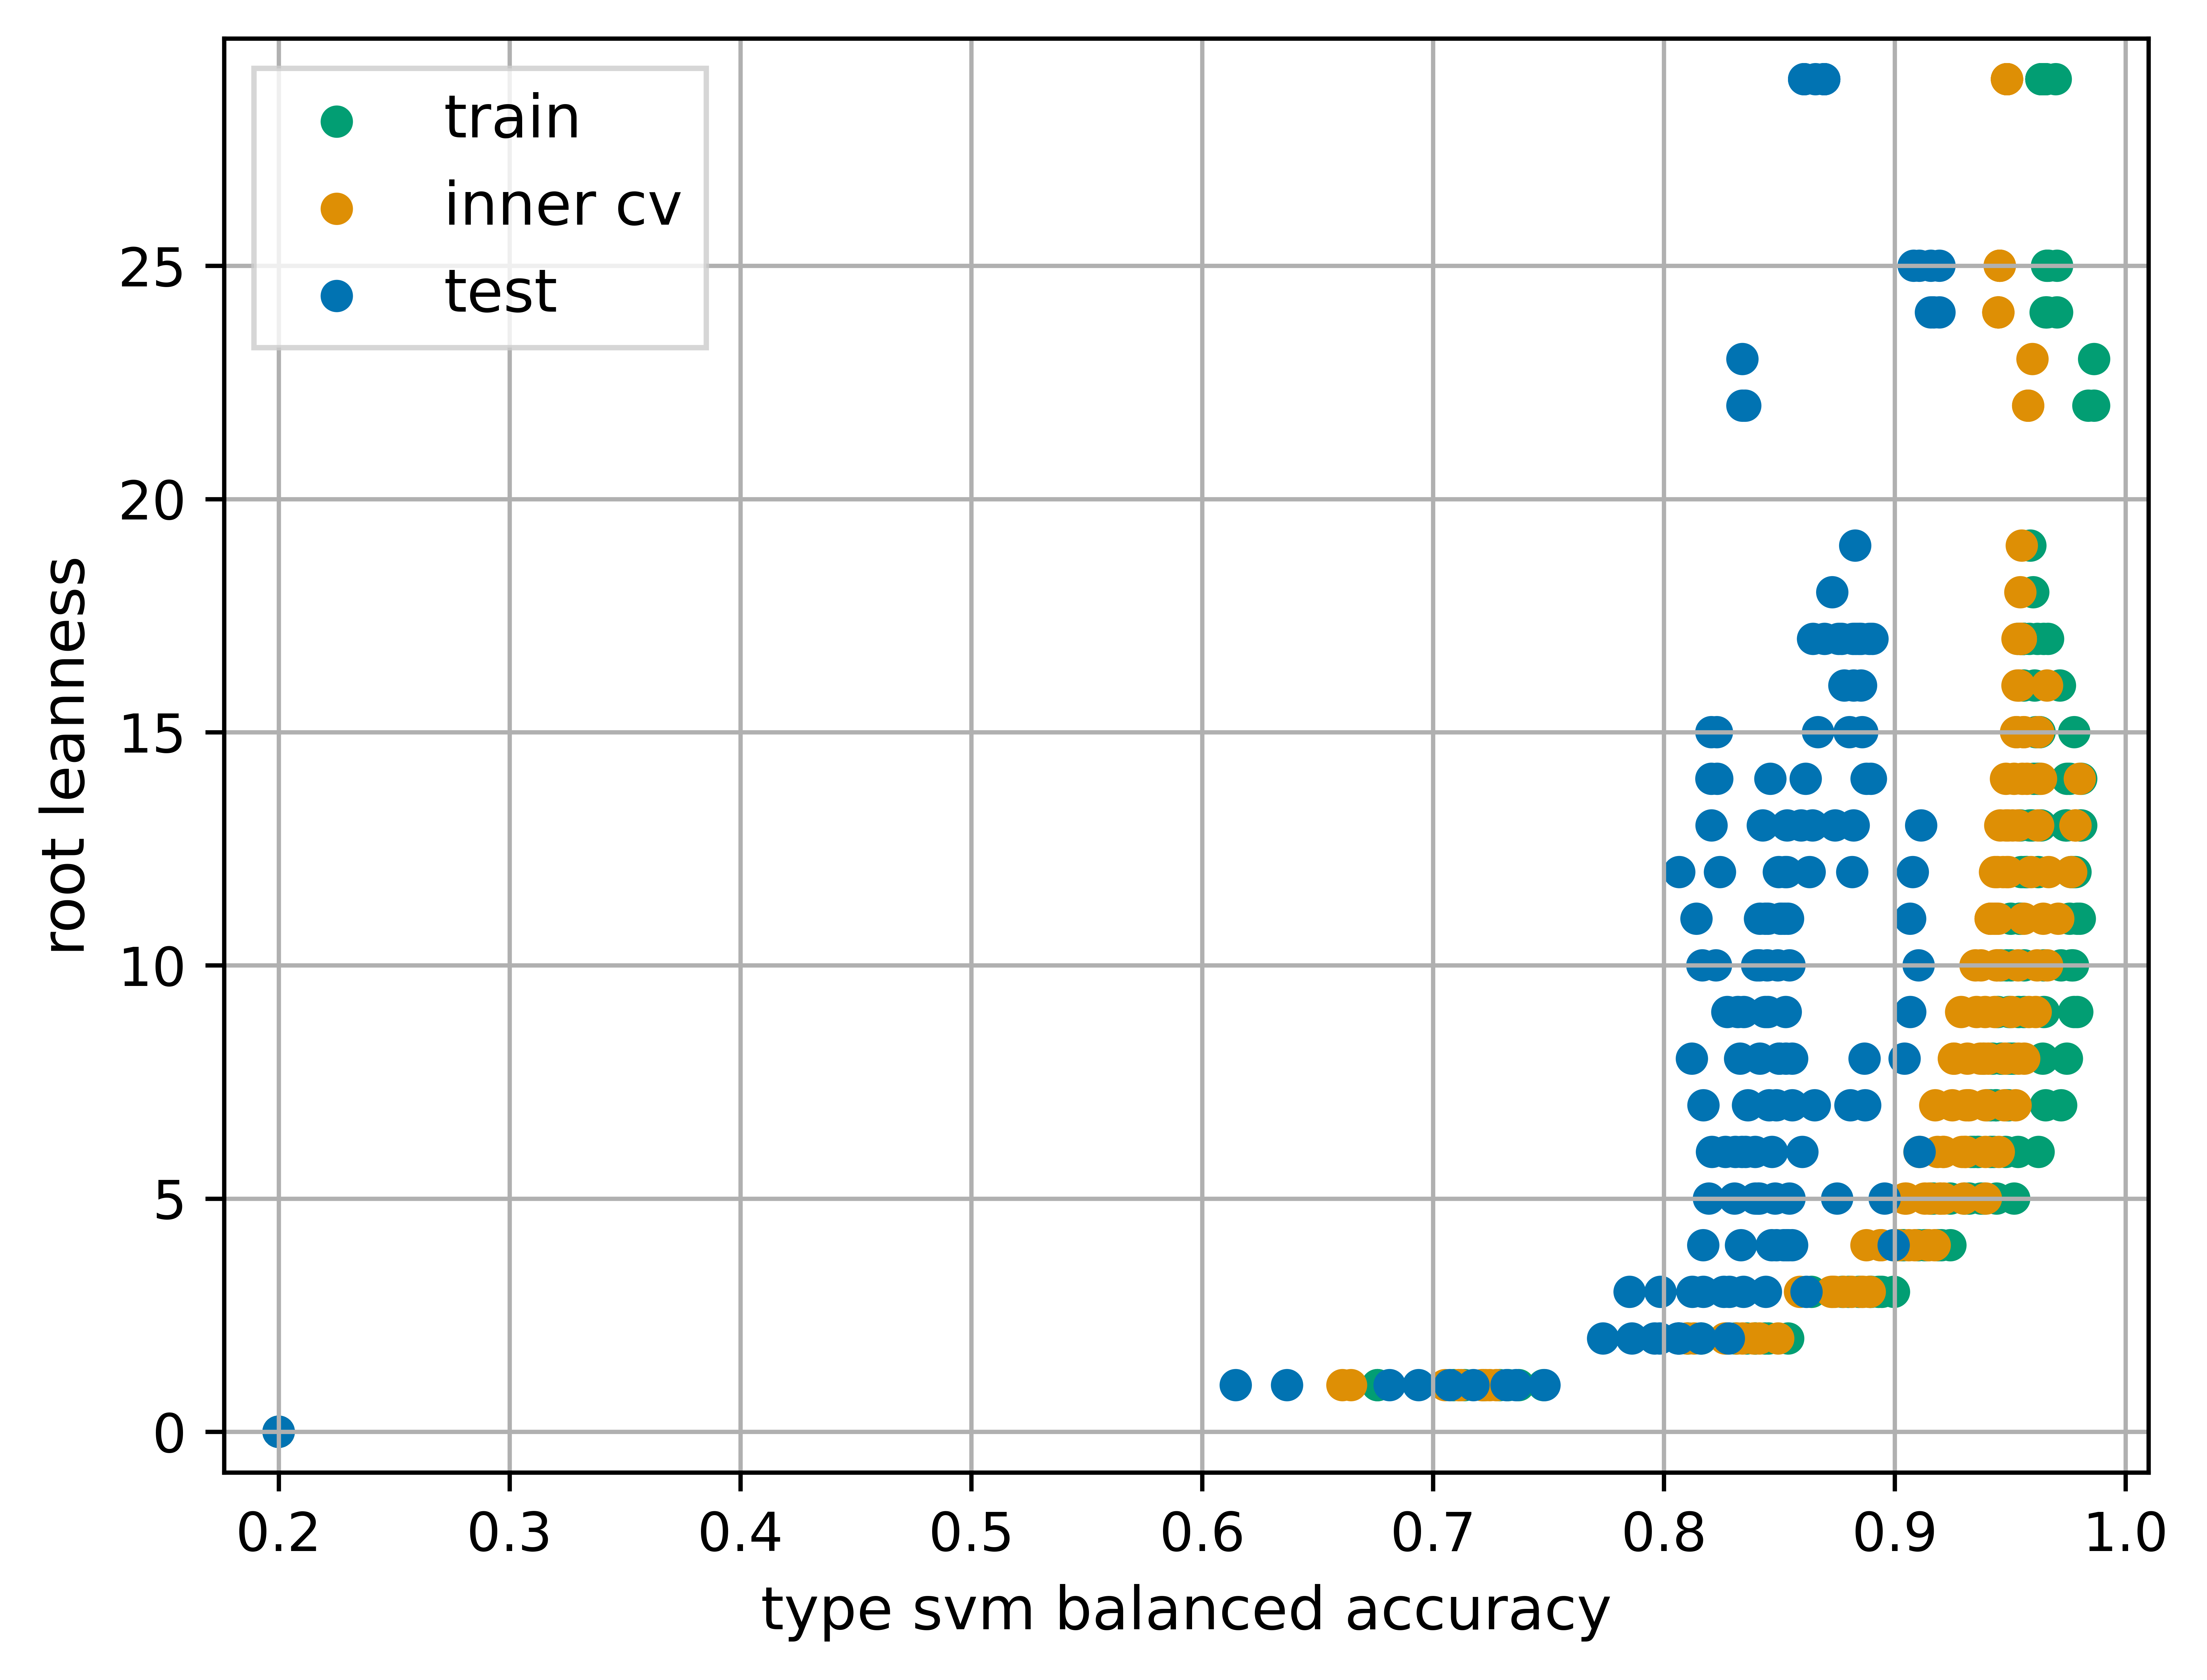 train
inner cv
test
25
20
15
10
5
0
root leanness
0.2 0.3 0.4 0.5 0.6 0.7 0.8 0.9 1.0
type svm balanced accuracy